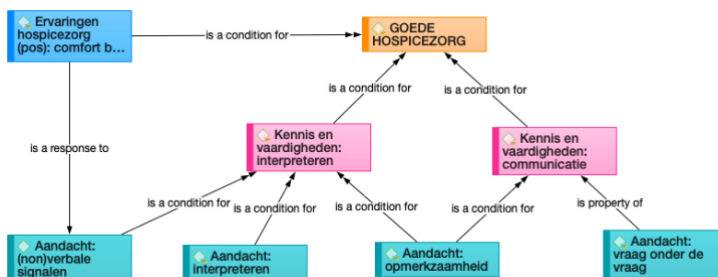 Ervaringen
hospicezorg
(pos): comfort b...
is a condition for
GOEDE
HOSPICEZORG
is a condition for
is a condition for
Kennis en
vaardigheden:
interpreteren
Kennis en
vaardigheden:
communicatie
is a response to
is a condition for
is a condition for
is a condition for
is a condition for
is property of
Aandacht:
(non)verbale
signalen
Aandacht:
interpreteren
Aandacht:
opmerkzaamheid
Aandacht:
vraag onder de
vraag